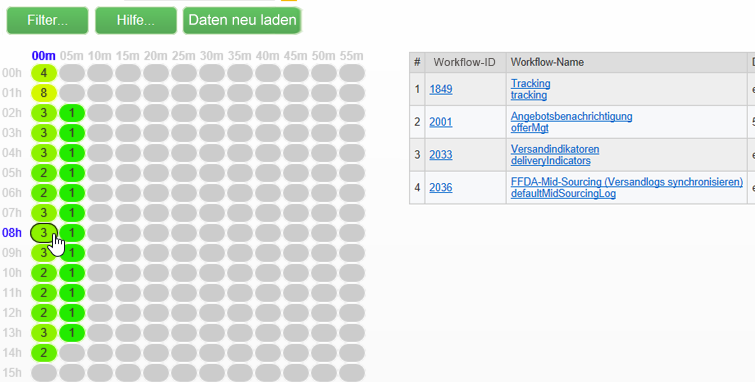 Filter... Hilfe... Daten neu laden
00m 05m 10m 15m 20m 25m 30m 35m 40m 45m 50m 55m
00h 4
01h 8
02h 3 1
03h 3 1
04h 3 1
05h 2 1
06h 2 1
07h 3 1
08h 3 1
09h 3 1
10h 2 1
11h 2 1
12h 2 1
13h 3 1
14h 2
15h
# Workflow-ID Workflow-Name
1 1849 Tracking
tracking
2 2001 Angebotsbenachrichtigung
offerMgt
3 2033 Versandindikatoren
deliveryIndicators
4 2036 FFDA-Mid-Sourcing (Versandlogs synchronisieren)
defaultMidSourcingLog